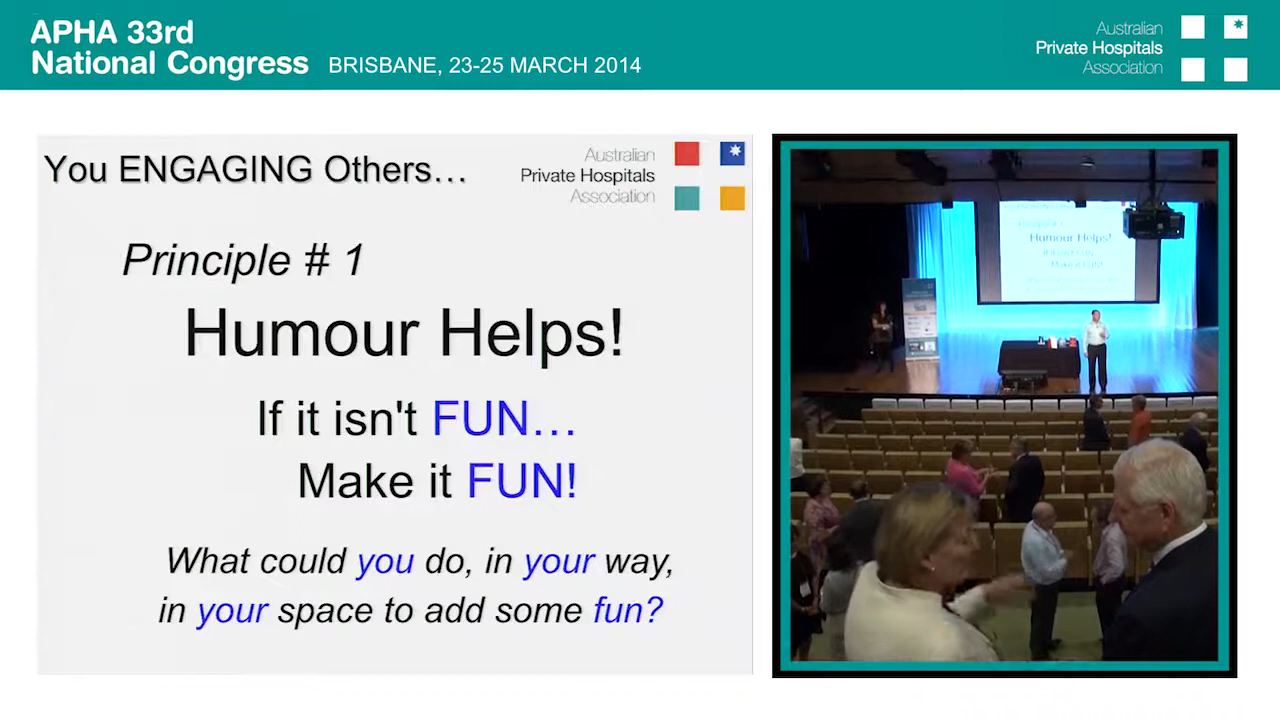 APHA 33rd
National Congress BRISBANE, 23-25 MARCH 2014
Australian
Private Hospitals
Association
You ENGAGING Others…
Australian
Private Hospitals
Association
Principle # 1
Humour Helps!
If it isn't FUN…
Make it FUN!
What could you do, in your way,
in your space to add some fun?
Humour Helps!